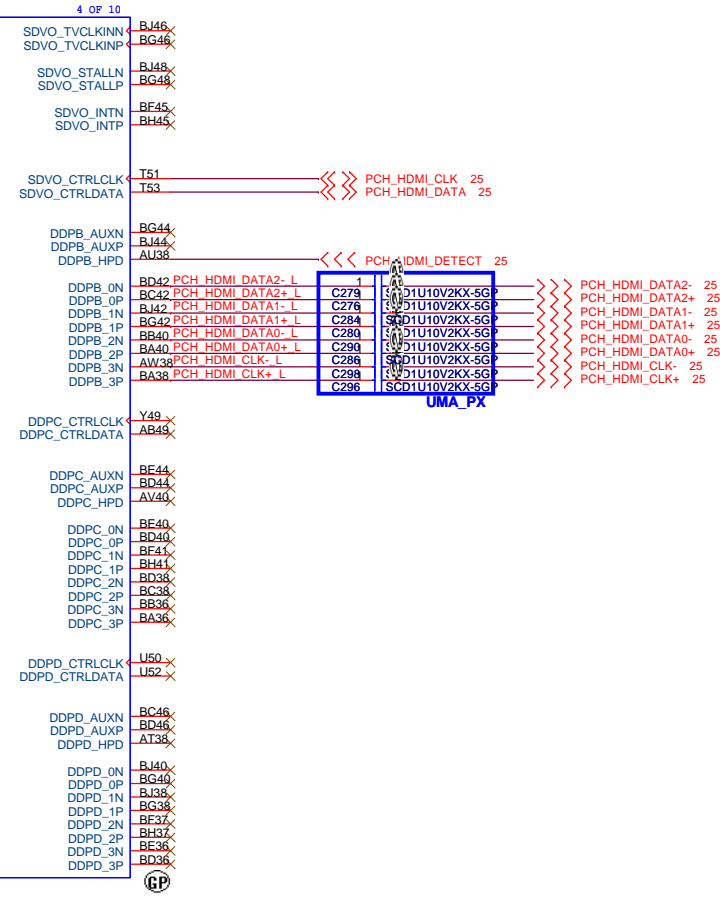 4 OF 10
SDVO_TVCLKINN BJ46
SDVO_TVCLKINP BG46
SDVO_STALLN BJ48
SDVO_STALLP BG48
SDVO_INTN BF45
SDVO_INTP BH45
SDVO_CTRLCLK T51 PCH_HDMI_CLK 25
SDVO_CTRLDATA T53 PCH_HDMI_DATA 25
DDPB_AUXN BG44
DDPB_AUXP BJ44
DDPB_HPD AU38 PCH_HDMI_DETECT 25
DDPB_0N BD42 PCH_HDMI_DATA2-_L 1 PCH_HDMI_DATA2- 25
C279 SCD1U10V2KX-5GP
DDPB_0P BC42 PCH_HDMI_DATA2+_L PCH_HDMI_DATA2+ 25
C276 SCD1U10V2KX-5GP
DDPB_1N BJ42 PCH_HDMI_DATA1-_L PCH_HDMI_DATA1- 25
C284 SCD1U10V2KX-5GP
DDPB_1P BG42 PCH_HDMI_DATA1+_L PCH_HDMI_DATA1+ 25
C280 SCD1U10V2KX-5GP
DDPB_2N BB40 PCH_HDMI_DATA0-_L PCH_HDMI_DATA0- 25
C290 SCD1U10V2KX-5GP
DDPB_2P BA40 PCH_HDMI_DATA0+_L PCH_HDMI_DATA0+ 25
C286 SCD1U10V2KX-5GP
DDPB_3N AW38 PCH_HDMI_CLK-_L PCH_HDMI_CLK- 25
C298 SCD1U10V2KX-5GP
DDPB_3P BA38 PCH_HDMI_CLK+_L PCH_HDMI_CLK+ 25
C296 SCD1U10V2KX-5GP
UMA_PX
DDPC_CTRLCLK Y49
DDPC_CTRLDATA AB49
DDPC_AUXN BE44
DDPC_AUXP BD44
DDPC_HPD AV40
DDPC_0N BE40
DDPC_0P BD40
DDPC_1N BF41
DDPC_1P BH41
DDPC_2N BD38
DDPC_2P BC38
DDPC_3N BB36
DDPC_3P BA36
DDPD_CTRLCLK U50
DDPD_CTRLDATA U52
DDPD_AUXN BC46
DDPD_AUXP BD46
DDPD_HPD AT38
DDPD_0N BJ40
DDPD_0P BG40
DDPD_1N BJ38
DDPD_1P BG38
DDPD_2N BF37
DDPD_2P BH37
DDPD_3N BE36
DDPD_3P BD36
GP